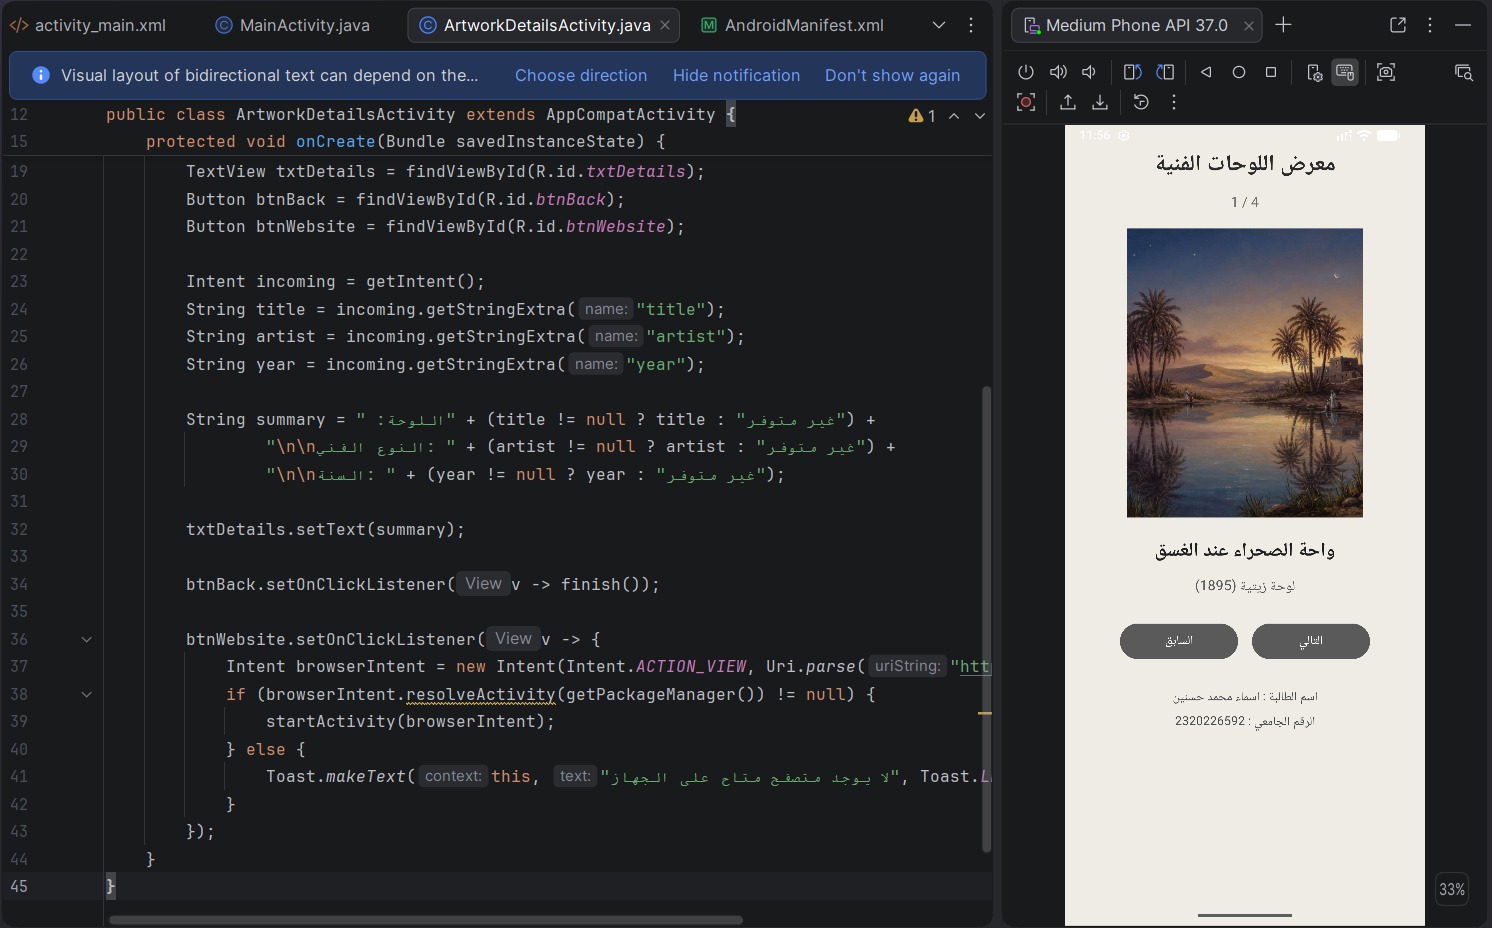 activity_main.xml
MainActivity.java
ArtworkDetailsActivity.java
AndroidManifest.xml
Visual layout of bidirectional text can depend on the...
Choose direction
Hide notification
Don't show again
12 public class ArtworkDetailsActivity extends AppCompatActivity {
1
15 protected void onCreate(Bundle savedInstanceState) {
19 TextView txtDetails = findViewById(R.id.txtDetails);
20 Button btnBack = findViewById(R.id.btnBack);
21 Button btnWebsite = findViewById(R.id.btnWebsite);
22
23 Intent incoming = getIntent();
24 String title = incoming.getStringExtra( name: "title");
25 String artist = incoming.getStringExtra( name: "artist");
26 String year = incoming.getStringExtra( name: "year");
27
28 String summary = "اللوحة: " + (title != null ? title : "غير متوفر") +
29 "\n\nالنوع الفني: " + (artist != null ? artist : "غير متوفر") +
30 "\n\nالسنة: " + (year != null ? year : "غير متوفر");
31
32 txtDetails.setText(summary);
33
34 btnBack.setOnClickListener( View v -> finish());
35
36 btnWebsite.setOnClickListener( View v -> {
37 Intent browserIntent = new Intent(Intent.ACTION_VIEW, Uri.parse( uriString: "htt
38 if (browserIntent.resolveActivity(getPackageManager()) != null) {
39 startActivity(browserIntent);
40 } else {
41 Toast.makeText( context: this, text: "لا يوجد متصفح متاح على الجهاز", Toast.L
42 }
43 });
44 }
45 }
Medium Phone API 37.0
11:56
معرض اللوحات الفنية
1 / 4
واحة الصحراء عند الغسق
لوحة زيتية (1895)
السابق
التالي
اسم الطالبة : اسماء محمد حسنين
الرقم الجامعي : 2320226592
33%